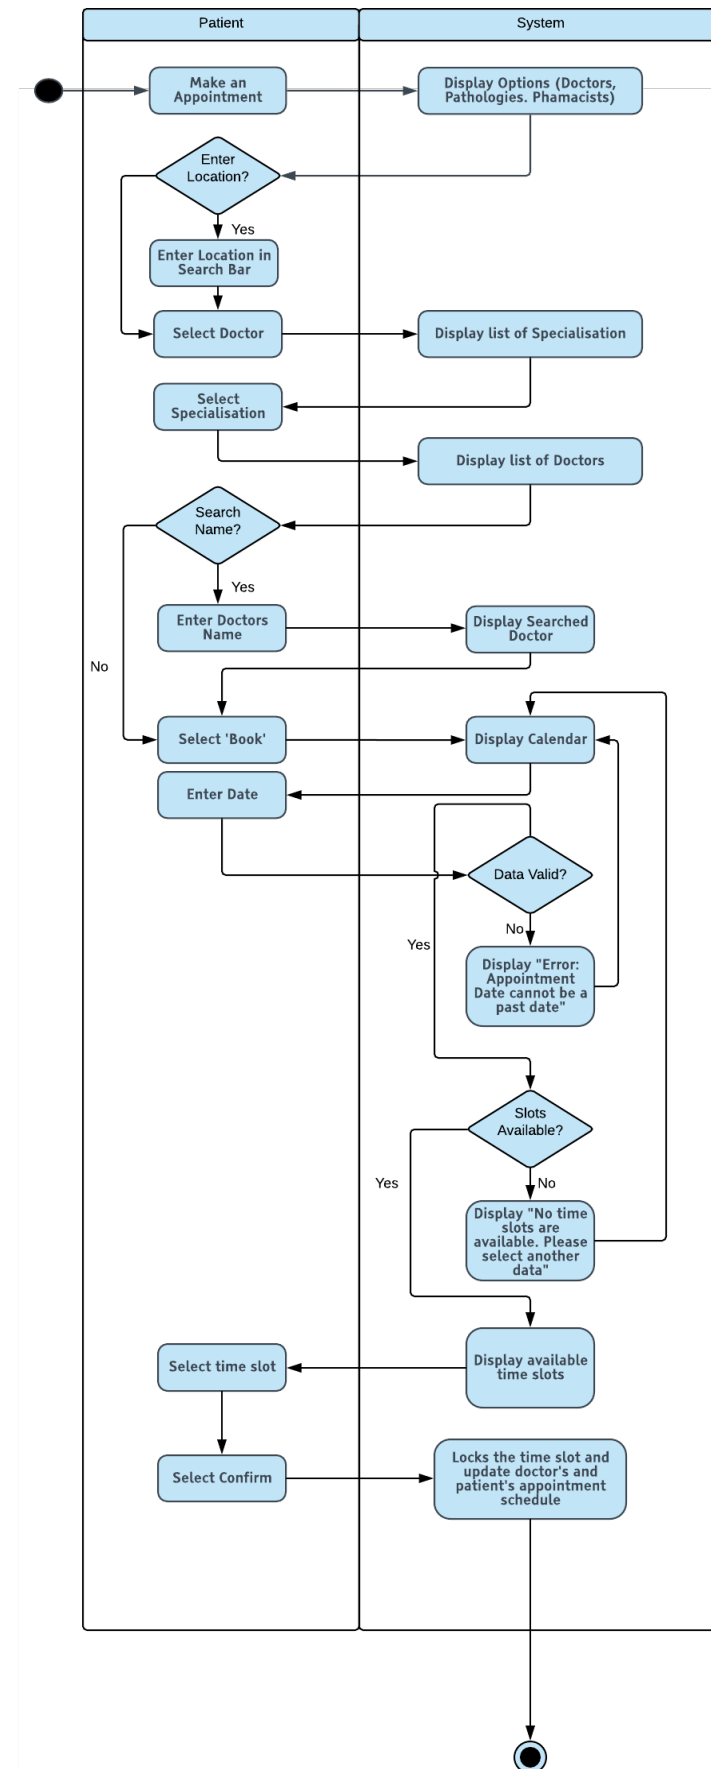 Patient
System
Make an
Appointment
Display Options (Doctors,
Pathologies. Phamacists)
Enter
Location?
Yes
Enter Location in
Search Bar
Select Doctor
Display list of Specialisation
Select
Specialisation
Display list of Doctors
Search
Name?
Yes
Enter Doctors
Name
Display Searched
Doctor
No
Select 'Book'
Display Calendar
Enter Date
Data Valid?
No
Yes
Display "Error:
Appointment
Date cannot be a
past date"
Slots
Available?
Yes
No
Display "No time
slots are
available. Please
select another
data"
Display available
time slots
Select time slot
Select Confirm
Locks the time slot and
update doctor's and
patient's appointment
schedule